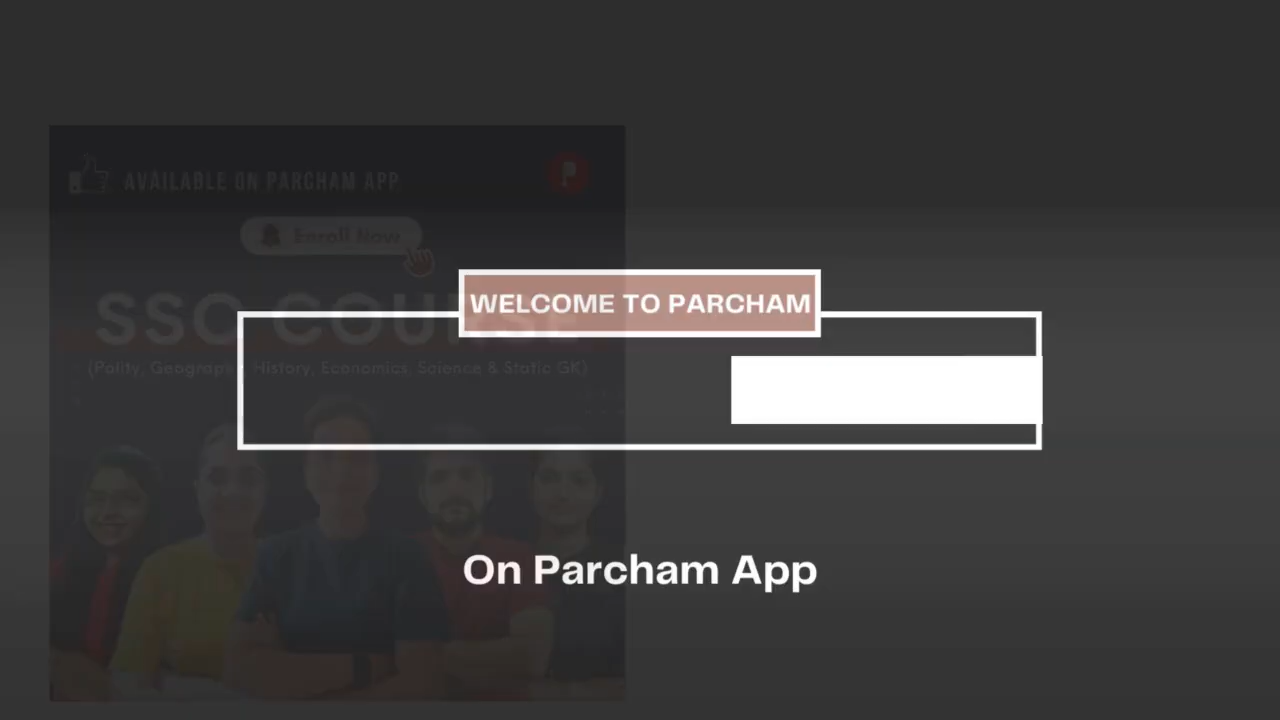 AVAILABLE ON PARCHAM APP
P
Enroll Now
SSC COURSE
(Polity, Geography, History, Economics, Science & Static GK)
WELCOME TO PARCHAM
On Parcham App